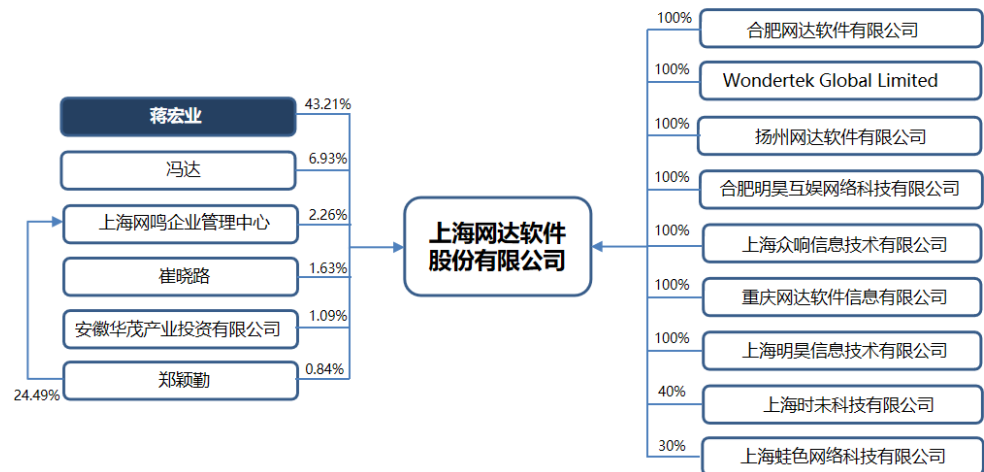 蒋宏业
43.21%
冯达
6.93%
上海网鸣企业管理中心
2.26%
崔晓路
1.63%
安徽华茂产业投资有限公司
1.09%
郑颖勤
0.84%
24.49%
上海网达软件
股份有限公司
100%
合肥网达软件有限公司
100%
Wondertek Global Limited
100%
扬州网达软件有限公司
100%
合肥明昊互娱网络科技有限公司
100%
上海众响信息技术有限公司
100%
重庆网达软件信息有限公司
100%
上海明昊信息技术有限公司
40%
上海时未科技有限公司
30%
上海蛙色网络科技有限公司